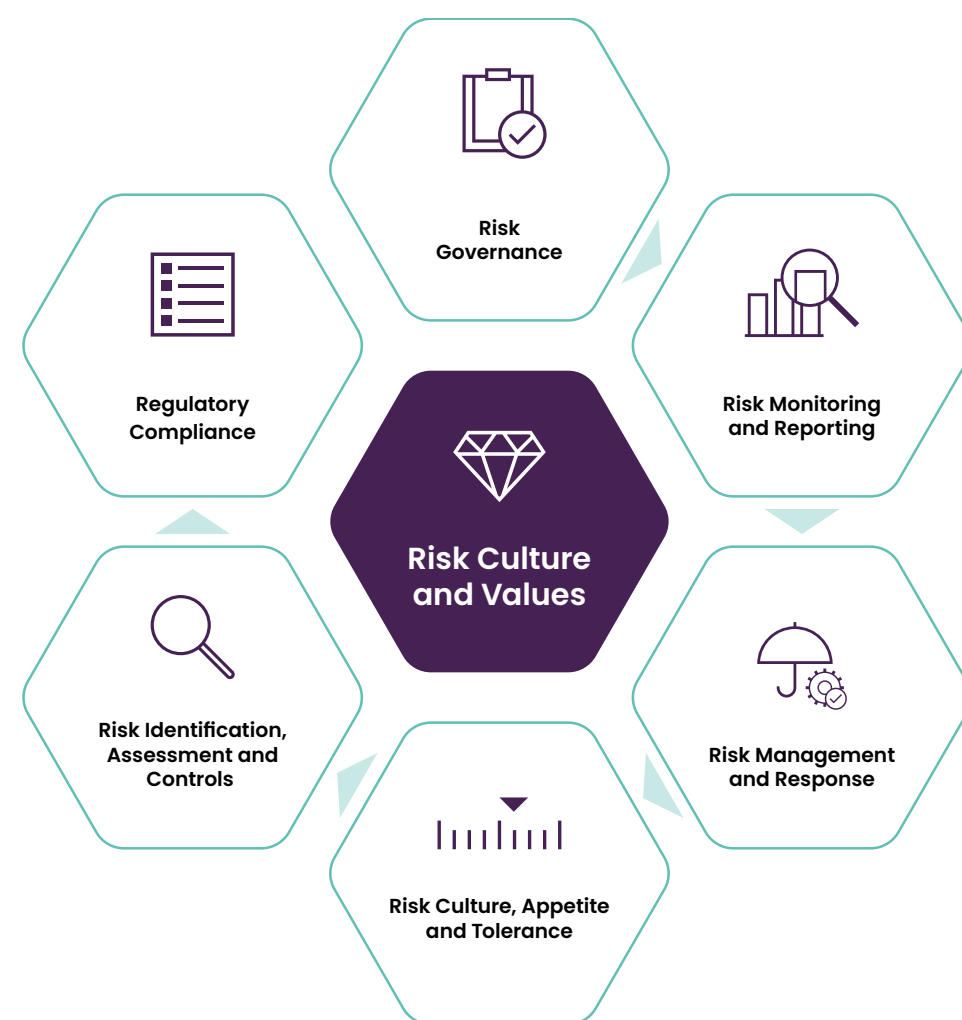 Risk
Governance
Regulatory
Compliance
Risk Monitoring
and Reporting
Risk Culture
and Values
Risk Identification,
Assessment and
Controls
Risk Management
and Response
Risk Culture, Appetite
and Tolerance